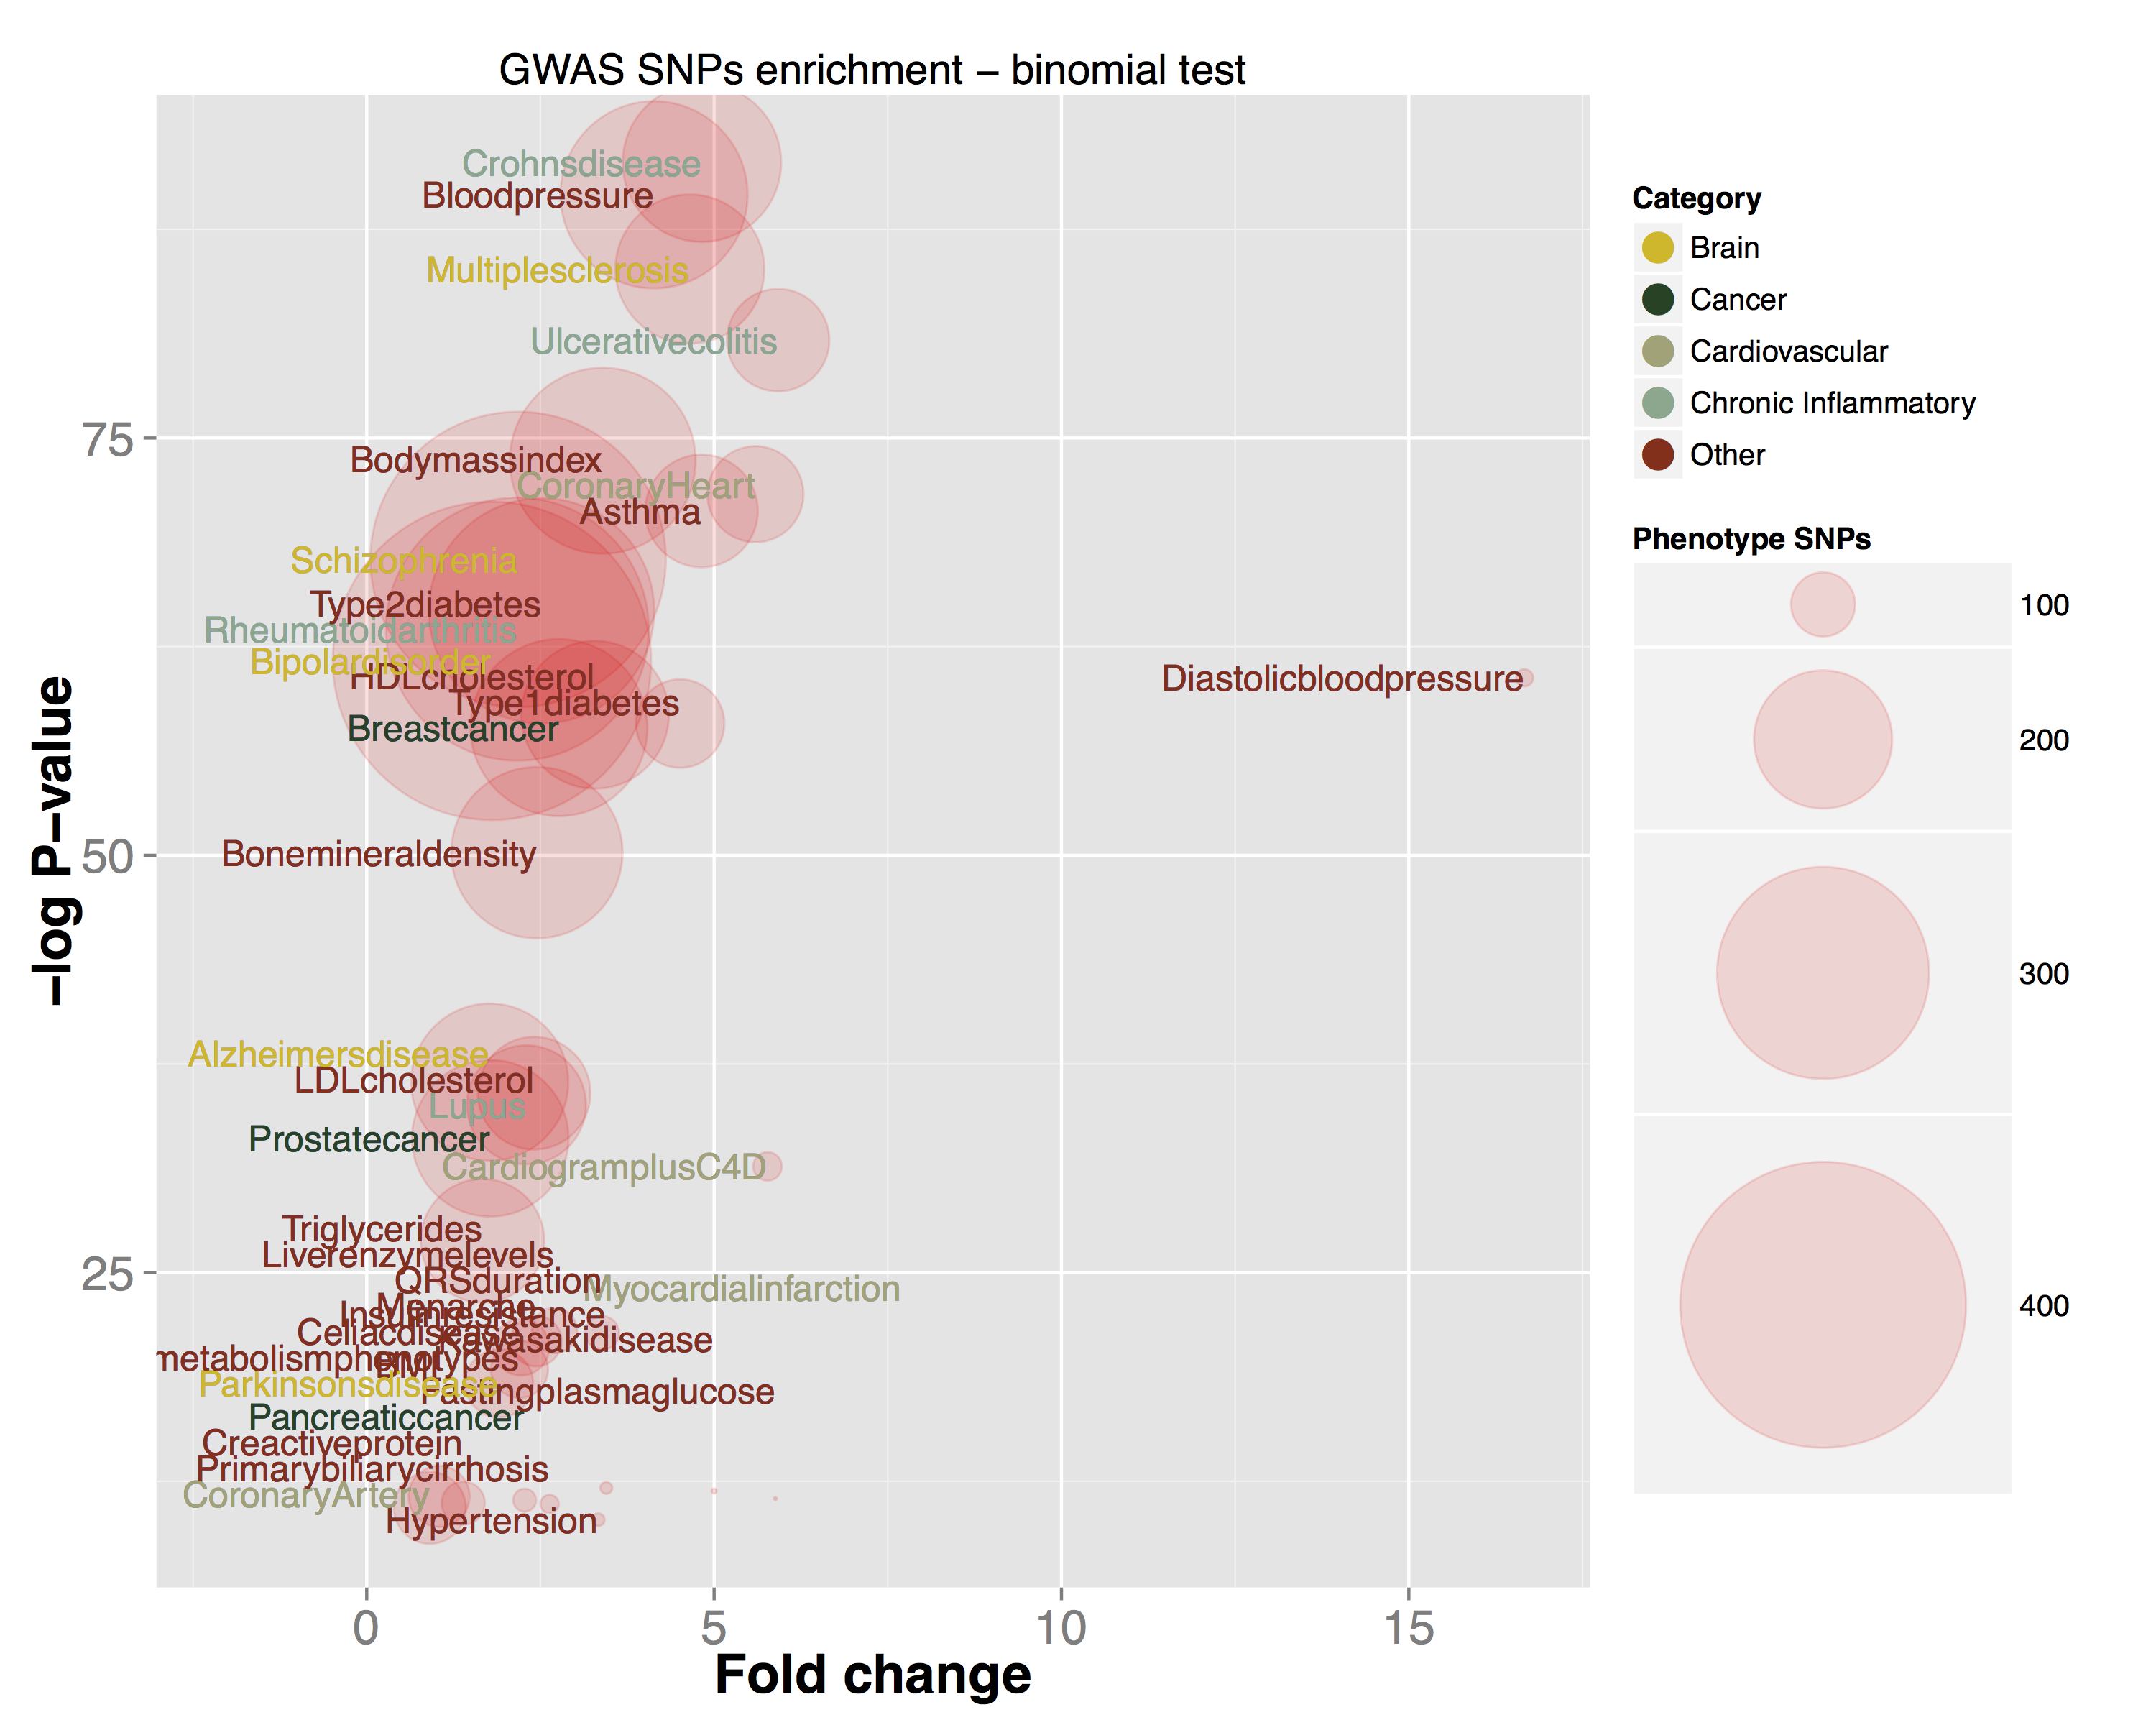 GWAS SNPs enrichment − binomial test
Crohnsdisease
Bloodpressure
Multiplesclerosis
Ulcerativecolitis
75
Bodymassindex
CoronaryHeart
Asthma
Schizophrenia
Type2diabetes
Rheumatoidarthritis
Bipolardisorder
HDLcholesterol
Diastolicbloodpressure
Type1diabetes
Breastcancer
50
Bonemineraldensity
Alzheimersdisease
LDLcholesterol
Lupus
Prostatecancer
CardiogramplusC4D
Triglycerides
Liverenzymelevels
25
QRSduration
Myocardialinfarction
Menarche
Insulinresistance
Celiacdisease
Kawasakidisease
metabolismphenotypes
BMI
Parkinsonsdisease
Fastingplasmaglucose
Pancreaticcancer
Creactiveprotein
Primarybiliarycirrhosis
CoronaryArtery
Hypertension
0 5 10 15
Fold change
−log P−value
Category
Brain
Cancer
Cardiovascular
Chronic Inflammatory
Other
Phenotype SNPs
100
200
300
400